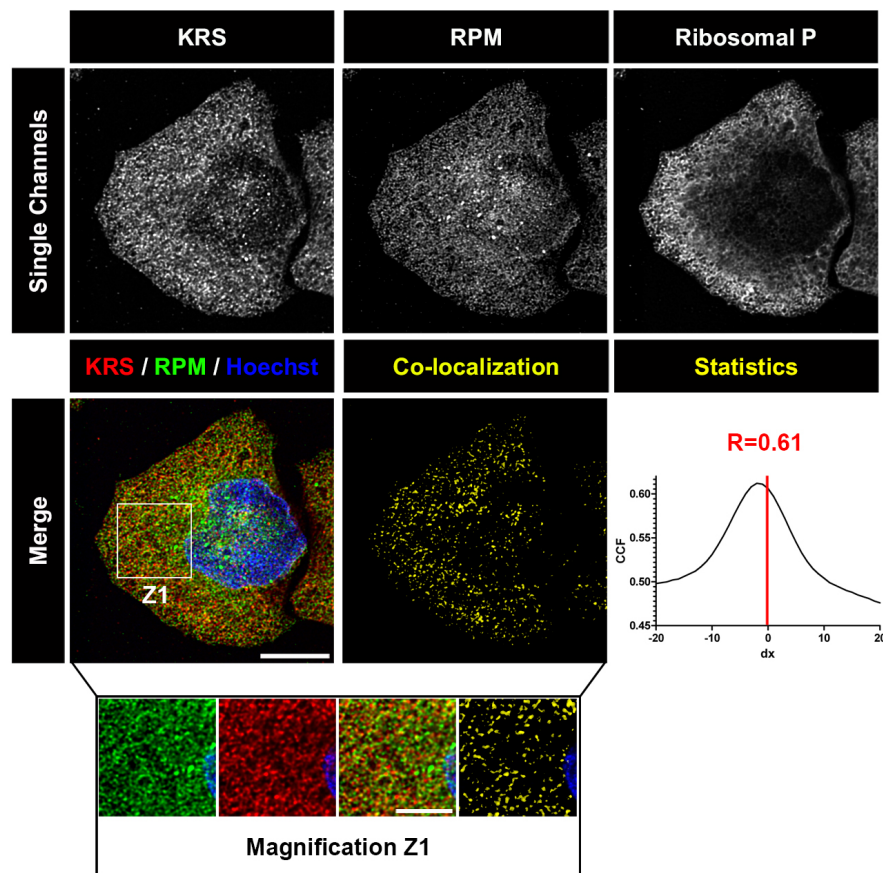 KRS
RPM
Ribosomal P
Single Channels
KRS / RPM / Hoechst
Co-localization
Statistics
Merge
Z1
R=0.61
0.60
0.55
0.50
0.45
CCF
-20
-10
0
10
20
dx
Magnification Z1